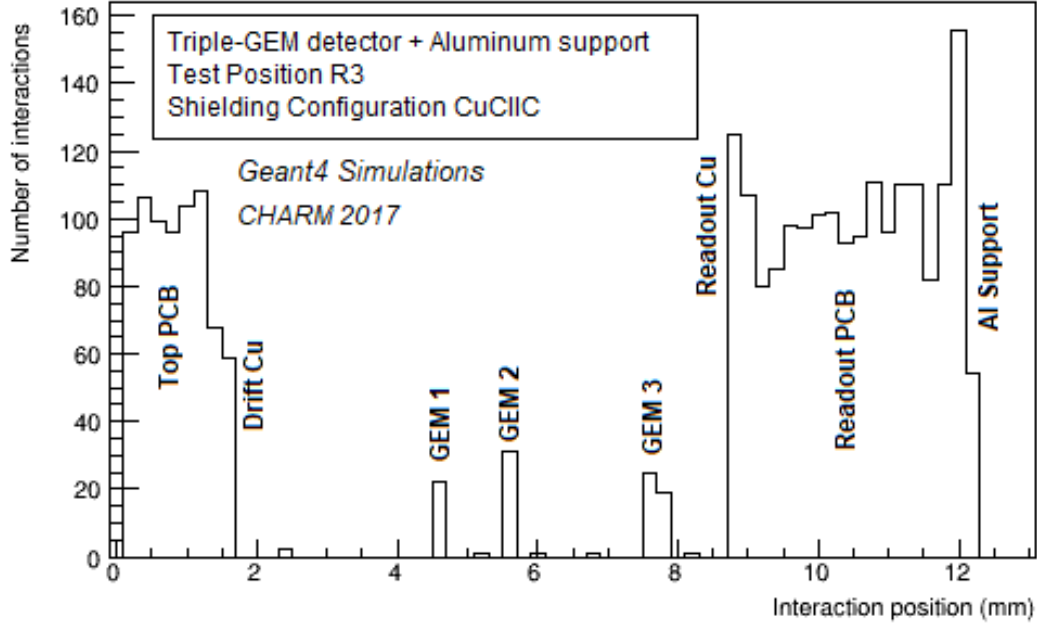 160
140
120
100
80
60
40
20
0
Number of interactions
Triple-GEM detector + Aluminum support
Test Position R3
Shielding Configuration CuCIIC
Geant4 Simulations
CHARM 2017
Top PCB
Drift Cu
GEM 1
GEM 2
GEM 3
Readout Cu
Readout PCB
Al Support
0 2 4 6 8 10 12
Interaction position (mm)